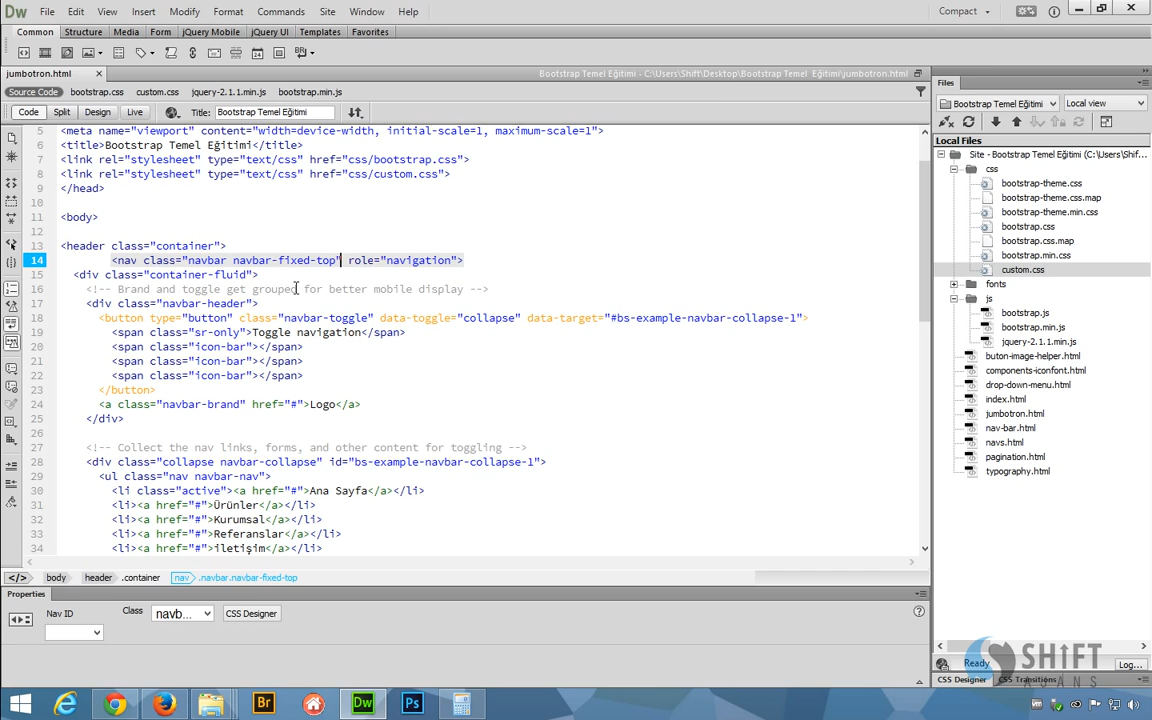 Dw File Edit View Insert Modify Format Commands Site Window Help Compact
Common Structure Media Form jQuery Mobile jQuery UI Templates Favorites
jumbotron.html Bootstrap Temel Eğitimi - C:\Users\Shift\Desktop\Bootstrap Temel Eğitimi\jumbotron.html
Source Code bootstrap.css custom.css jquery-2.1.1.min.js bootstrap.min.js
Code Split Design Live Title: Bootstrap Temel Eğitimi
5 <meta name="viewport" content="width=device-width, initial-scale=1, maximum-scale=1">
6 <title>Bootstrap Temel Eğitimi</title>
7 <link rel="stylesheet" type="text/css" href="css/bootstrap.css">
8 <link rel="stylesheet" type="text/css" href="css/custom.css">
9 </head>
10
11 <body>
12
13 <header class="container">
14 <nav class="navbar navbar-fixed-top" role="navigation">
15 <div class="container-fluid">
16 <!-- Brand and toggle get grouped for better mobile display -->
17 <div class="navbar-header">
18 <button type="button" class="navbar-toggle" data-toggle="collapse" data-target="#bs-example-navbar-collapse-1">
19 <span class="sr-only">Toggle navigation</span>
20 <span class="icon-bar"></span>
21 <span class="icon-bar"></span>
22 <span class="icon-bar"></span>
23 </button>
24 <a class="navbar-brand" href="#">Logo</a>
25 </div>
26
27 <!-- Collect the nav links, forms, and other content for toggling -->
28 <div class="collapse navbar-collapse" id="bs-example-navbar-collapse-1">
29 <ul class="nav navbar-nav">
30 <li class="active"><a href="#">Ana Sayfa</a></li>
31 <li><a href="#">Ürünler</a></li>
32 <li><a href="#">Kurumsal</a></li>
33 <li><a href="#">Referanslar</a></li>
34 <li><a href="#">iletişim</a></li>
</> body header .container nav .navbar.navbar-fixed-top
Properties
Nav ID Class navb... CSS Designer
Files
Bootstrap Temel Eğitimi Local view
Local Files
Site - Bootstrap Temel Eğitimi (C:\Users\Shif...
css
bootstrap-theme.css
bootstrap-theme.css.map
bootstrap-theme.min.css
bootstrap.css
bootstrap.css.map
bootstrap.min.css
custom.css
fonts
js
bootstrap.js
bootstrap.min.js
jquery-2.1.1.min.js
buton-image-helper.html
components-iconfont.html
drop-down-menu.html
index.html
jumbotron.html
nav-bar.html
navs.html
pagination.html
typography.html
Ready Log...
SHIFT
AJANS
CSS Designer CSS Transitions
Br Dw Ps